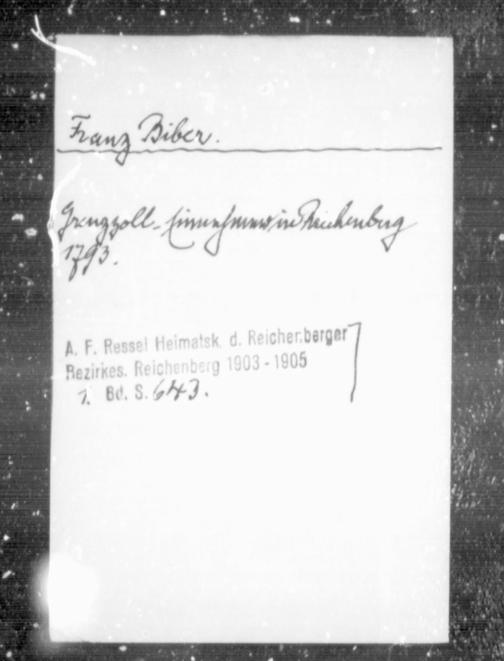 Franz Biber.
Grenzzoll-Einnehmer in Reichenberg
1793.
A. F. Ressel Heimatsk. d. Reichenberger
Bezirkes. Reichenberg 1903 - 1905
1. Bd. S. 643.